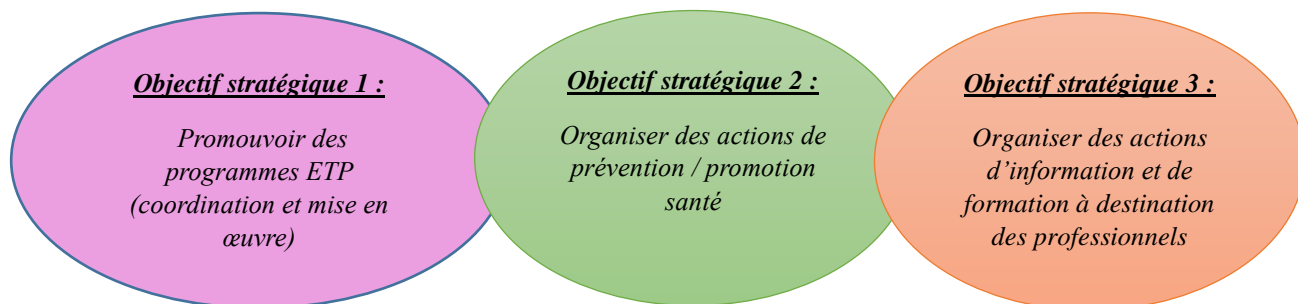 Objectif stratégique 1 :
Promouvoir des
programmes ETP
(coordination et mise en
œuvre)
Objectif stratégique 2 :
Organiser des actions de
prévention / promotion
santé
Objectif stratégique 3 :
Organiser des actions
d’information et de
formation à destination
des professionnels